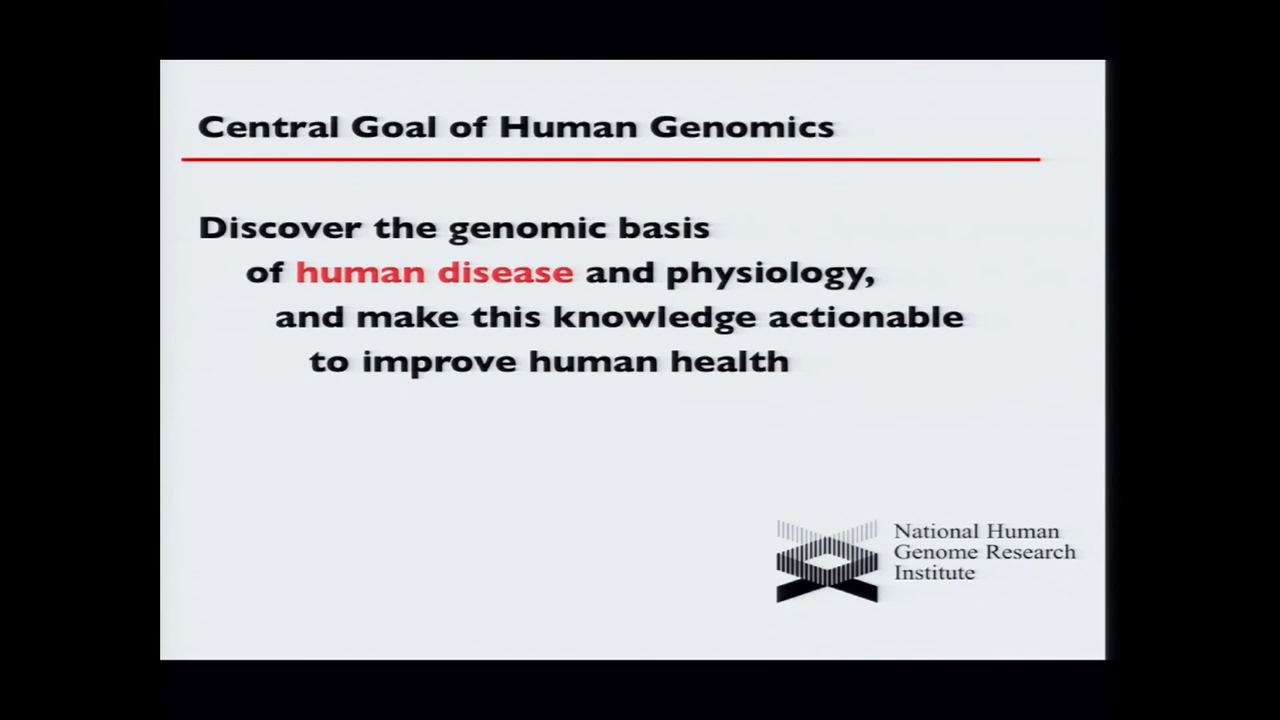 Central Goal of Human Genomics
Discover the genomic basis
of human disease and physiology,
and make this knowledge actionable
to improve human health
National Human
Genome Research
Institute